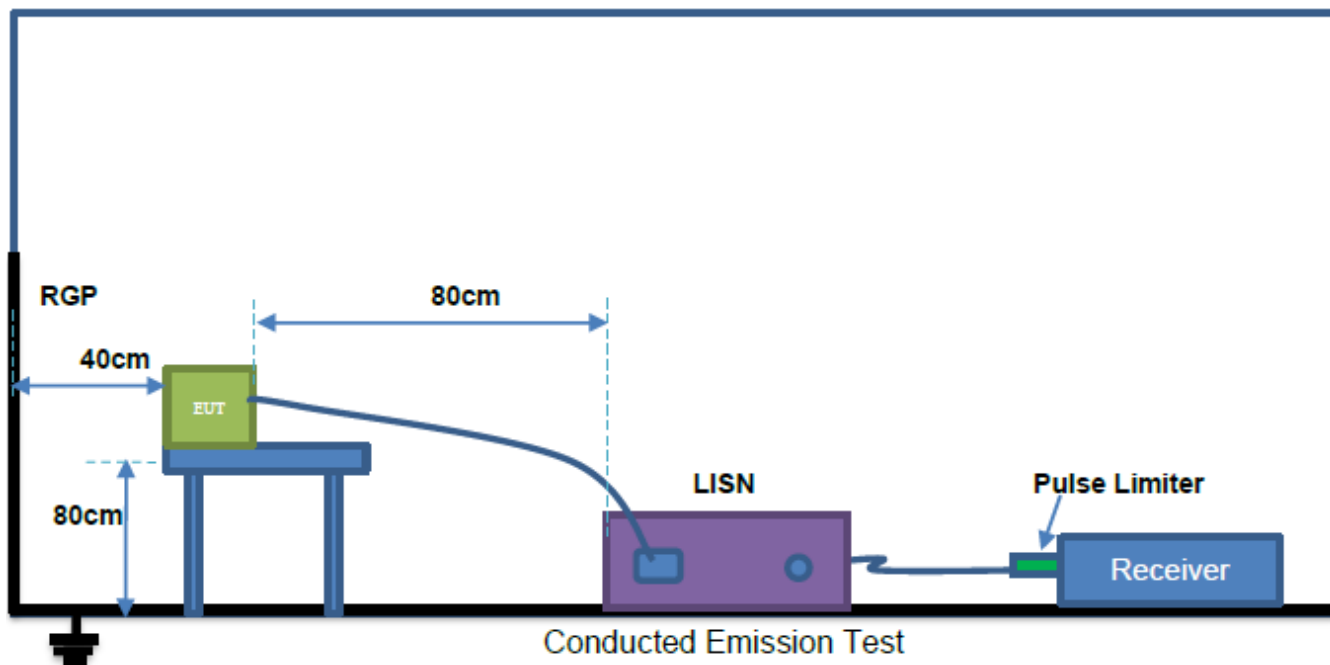 RGP
80cm
40cm
EUT
LISN
Pulse Limiter
80cm
Receiver
Conducted Emission Test